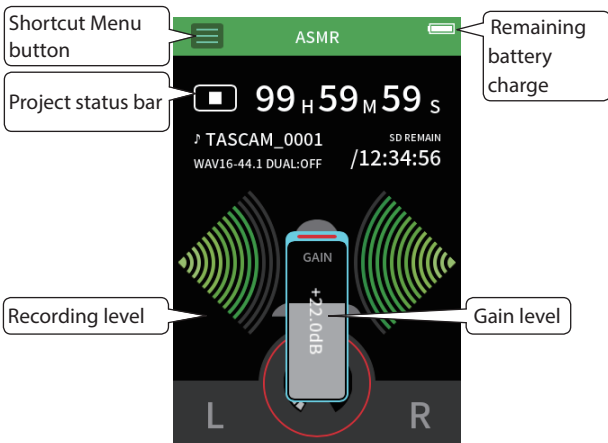 Shortcut Menu
button
ASMR
Remaining
battery
charge
Project status bar
99 H 59 M 59 S
♪ TASCAM_0001
SD REMAIN
WAV16-44.1 DUAL:OFF
/12:34:56
GAIN
+22.0dB
Recording level
Gain level
L
R